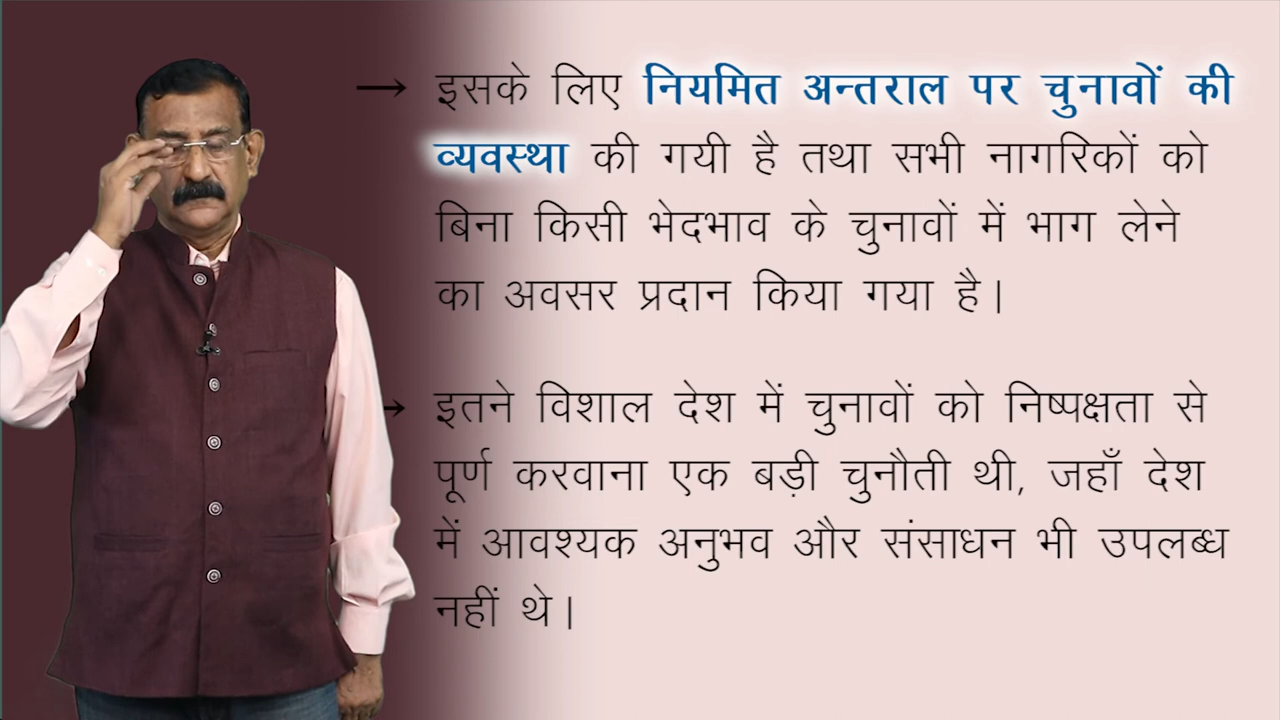 → इसके लिए नियमित अन्तराल पर चुनावों की
व्यवस्था की गयी है तथा सभी नागरिकों को
बिना किसी भेदभाव के चुनावों में भाग लेने
का अवसर प्रदान किया गया है।
→ इतने विशाल देश में चुनावों को निष्पक्षता से
पूर्ण करवाना एक बड़ी चुनौती थी, जहाँ देश
में आवश्यक अनुभव और संसाधन भी उपलब्ध
नहीं थे।